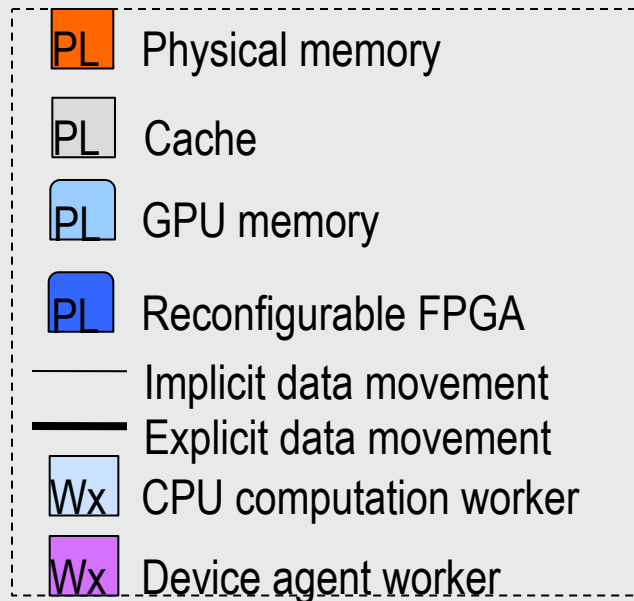 PL Physical memory
PL Cache
PL GPU memory
PL Reconfigurable FPGA
Implicit data movement
Explicit data movement
Wx CPU computation worker
Wx Device agent worker